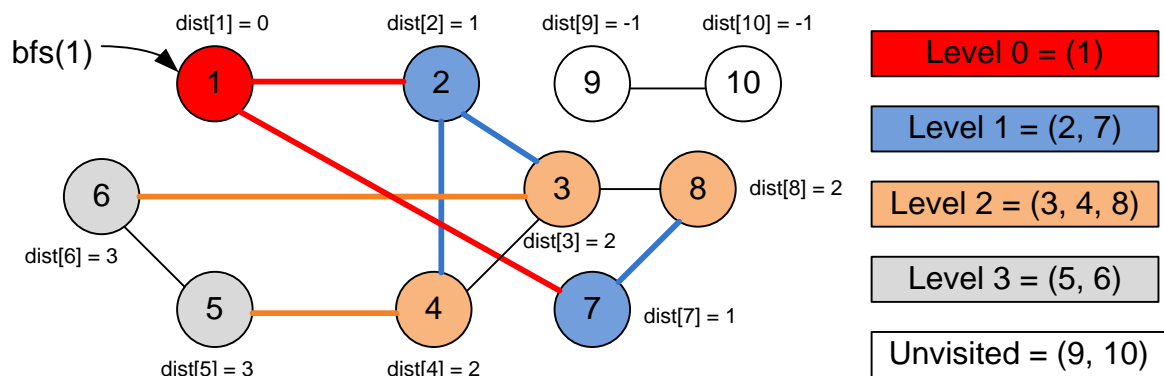 dist[1] = 0
dist[2] = 1
dist[9] = -1
dist[10] = -1
bfs(1)
1
2
9
10
Level 0 = (1)
Level 1 = (2, 7)
6
3
8
dist[8] = 2
Level 2 = (3, 4, 8)
dist[6] = 3
dist[3] = 2
Level 3 = (5, 6)
5
4
7
dist[7] = 1
dist[5] = 3
dist[4] = 2
Unvisited = (9, 10)